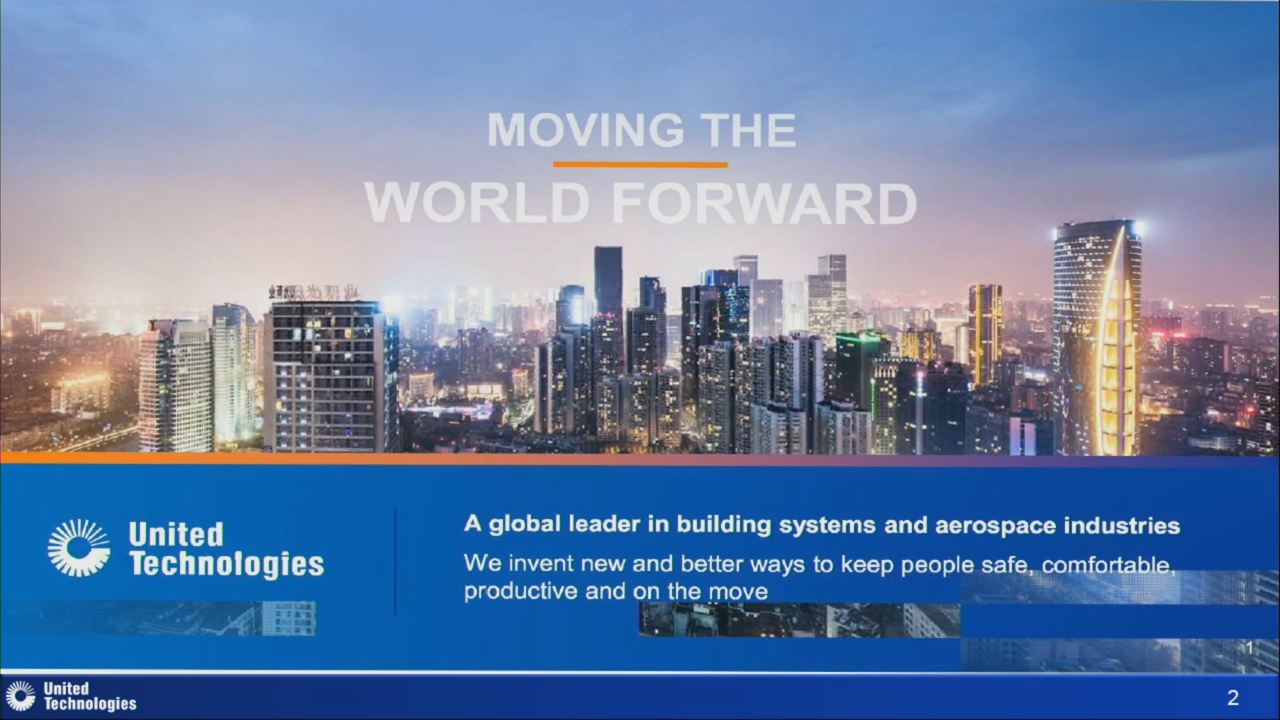 MOVING THE
WORLD FORWARD
United
Technologies
A global leader in building systems and aerospace industries
We invent new and better ways to keep people safe, comfortable,
productive and on the move
1
United
Technologies
2